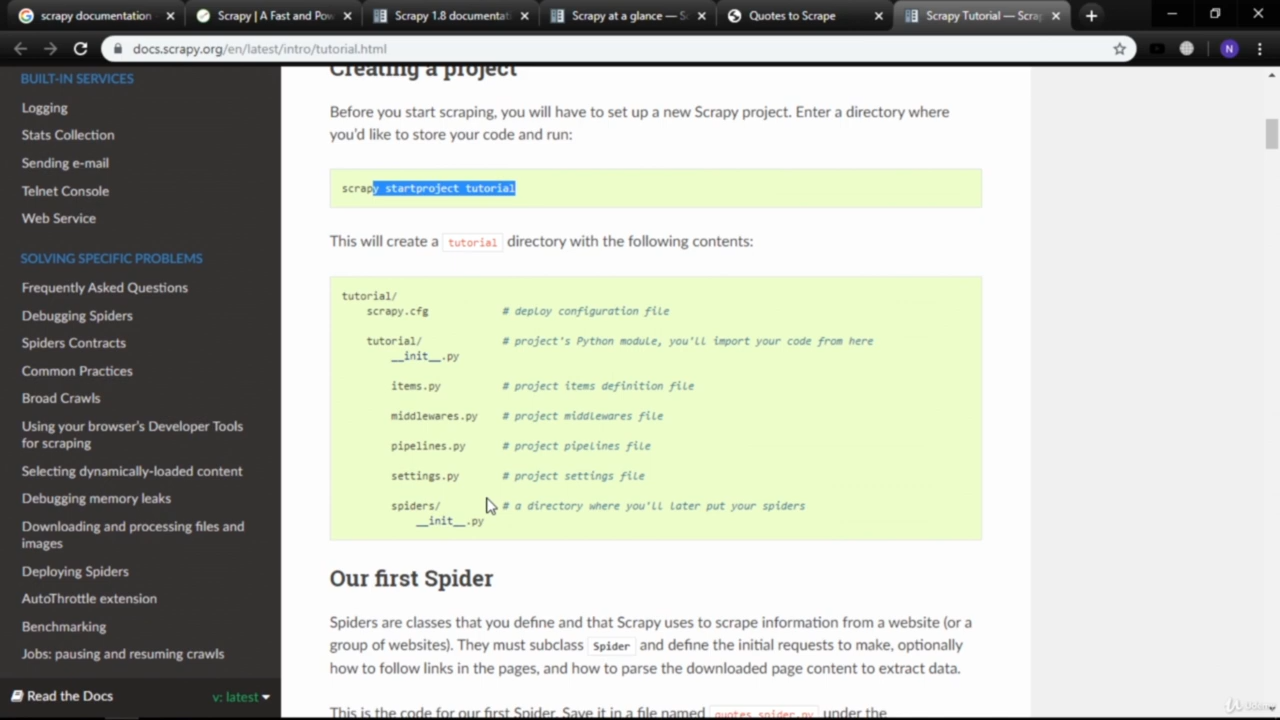 scrapy documentation
Scrapy | A Fast and Pow
Scrapy 1.8 documentati
Scrapy at a glance — Sc
Quotes to Scrape
Scrapy Tutorial — Scra
docs.scrapy.org/en/latest/intro/tutorial.html
N
BUILT-IN SERVICES
Logging
Stats Collection
Sending e-mail
Telnet Console
Web Service
SOLVING SPECIFIC PROBLEMS
Frequently Asked Questions
Debugging Spiders
Spiders Contracts
Common Practices
Broad Crawls
Using your browser's Developer Tools
for scraping
Selecting dynamically-loaded content
Debugging memory leaks
Downloading and processing files and
images
Deploying Spiders
AutoThrottle extension
Benchmarking
Jobs: pausing and resuming crawls
Read the Docs v: latest
Creating a project
Before you start scraping, you will have to set up a new Scrapy project. Enter a directory where
you'd like to store your code and run:
scrapy startproject tutorial
This will create a tutorial directory with the following contents:
tutorial/
scrapy.cfg # deploy configuration file
tutorial/ # project's Python module, you'll import your code from here
__init__.py
items.py # project items definition file
middlewares.py # project middlewares file
pipelines.py # project pipelines file
settings.py # project settings file
spiders/ # a directory where you'll later put your spiders
__init__.py
Our first Spider
Spiders are classes that you define and that Scrapy uses to scrape information from a website (or a
group of websites). They must subclass Spider and define the initial requests to make, optionally
how to follow links in the pages, and how to parse the downloaded page content to extract data.
This is the code for our first Spider. Save it in a file named quotes_spider.py under the
Udemy